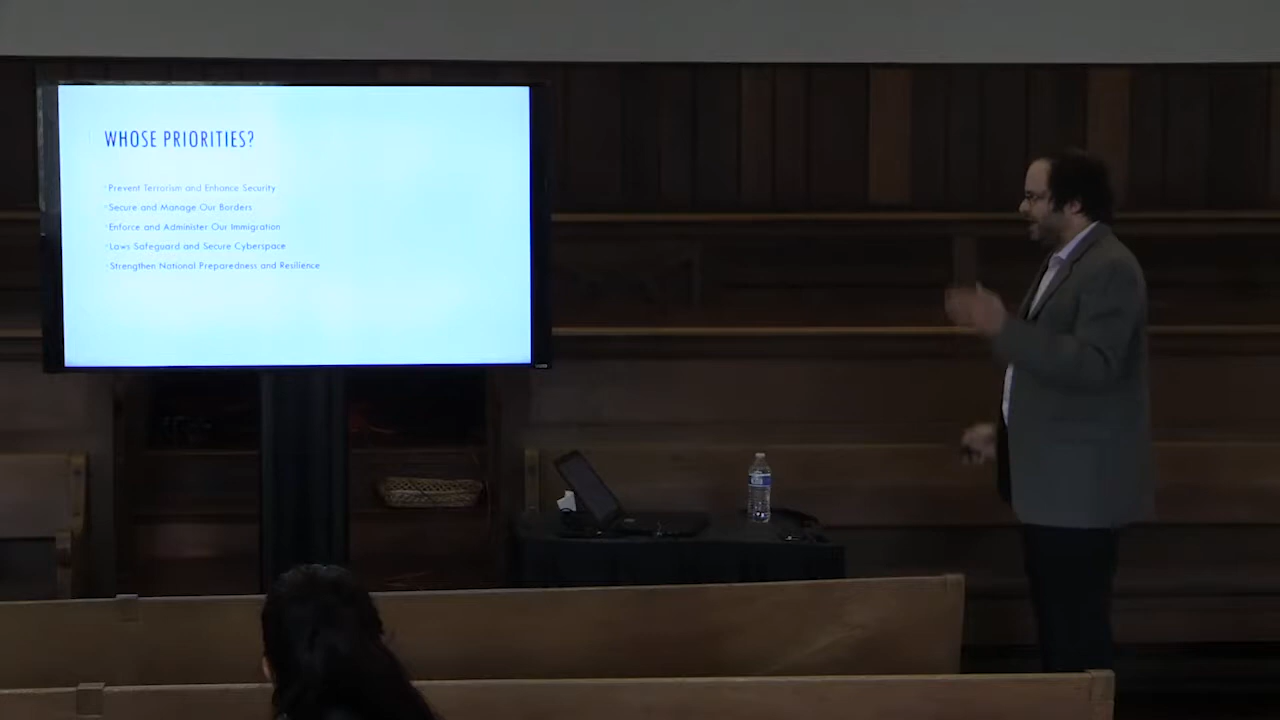 WHOSE PRIORITIES?
Prevent Terrorism and Enhance Security
Secure and Manage Our Borders
Enforce and Administer Our Immigration
Laws Safeguard and Secure Cyberspace
Strengthen National Preparedness and Resilience